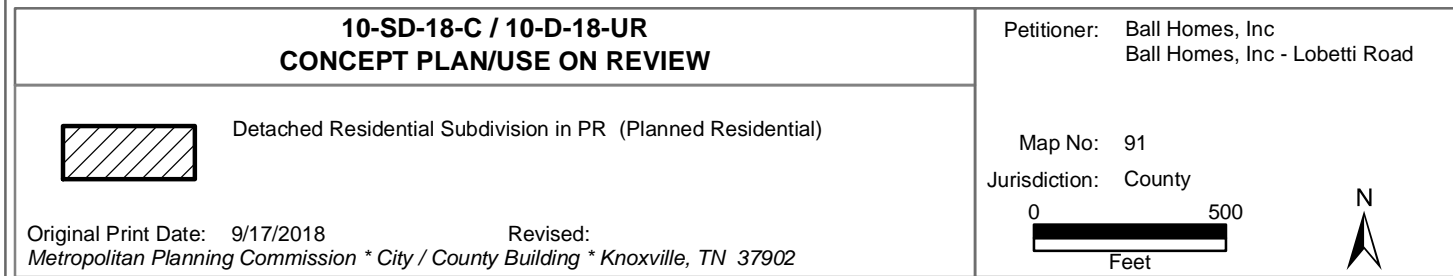 10-SD-18-C / 10-D-18-UR
CONCEPT PLAN/USE ON REVIEW
Detached Residential Subdivision in PR (Planned Residential)
Original Print Date: 9/17/2018 Revised:
Metropolitan Planning Commission * City / County Building * Knoxville, TN 37902
Petitioner: Ball Homes, Inc
Ball Homes, Inc - Lobetti Road
Map No: 91
Jurisdiction: County
0 500
Feet
N